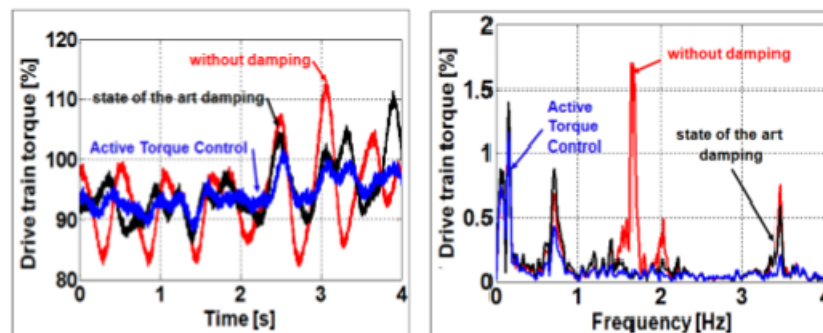 120
110
100
90
80
Drive train torque [%]
without damping
state of the art damping
Active Torque Control
0
1
2
3
4
Time [s]
2
1.5
1
0.5
0
Drive train torque [%]
without damping
Active
Torque
Control
state of the art
damping
0
1
2
3
4
Frequency [Hz]